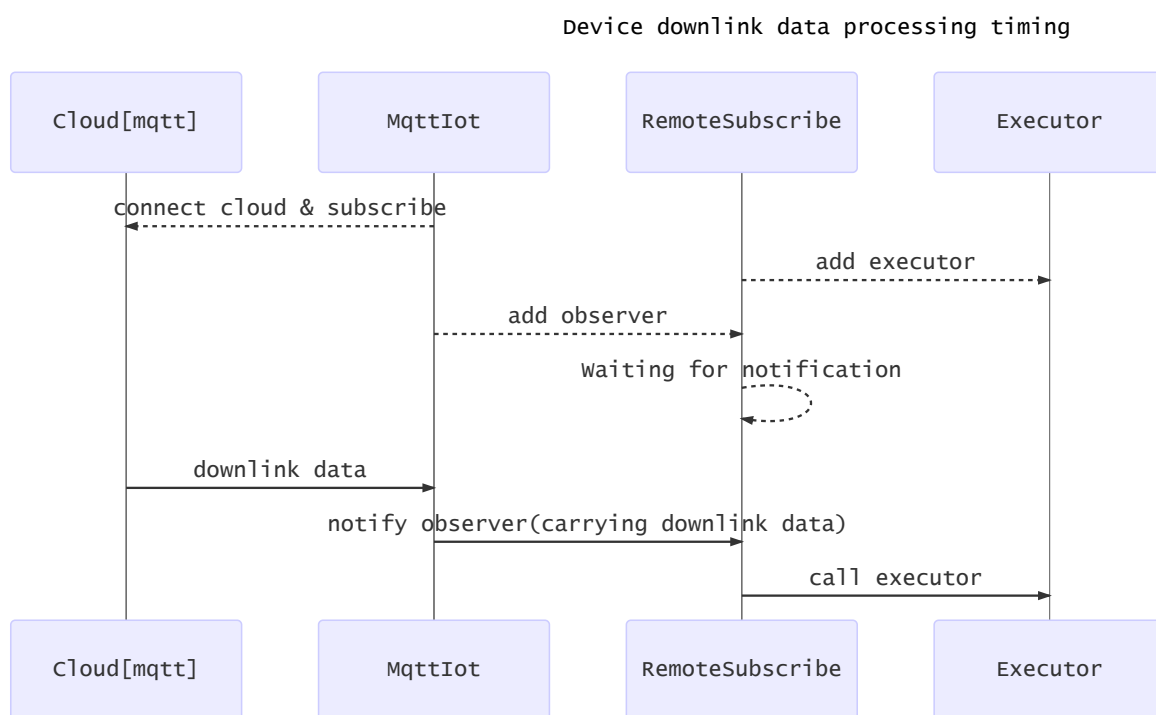 Device downlink data processing timing
Cloud[mqtt] MqttIot RemoteSubscribe Executor
connect cloud & subscribe
add executor
add observer
Waiting for notification
downlink data
notify observer(carrying downlink data)
call executor
Cloud[mqtt] MqttIot RemoteSubscribe Executor